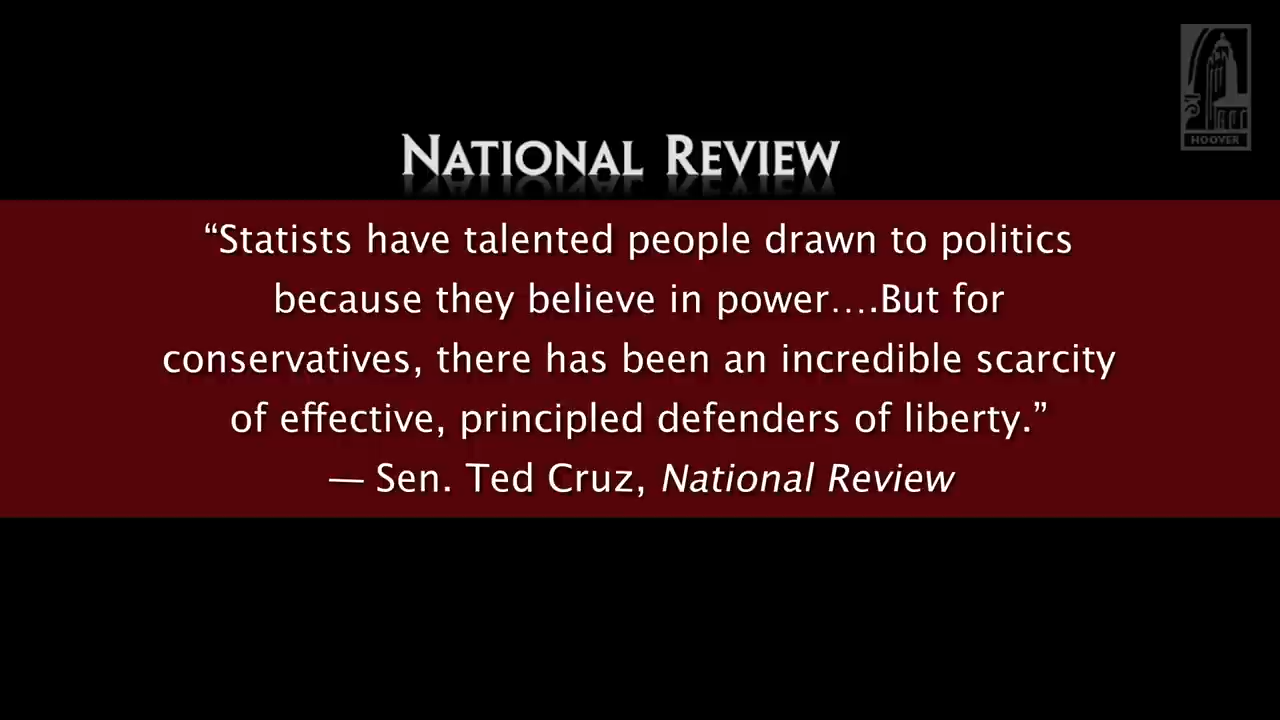 HOOVER
NATIONAL REVIEW
“Statists have talented people drawn to politics
because they believe in power….But for
conservatives, there has been an incredible scarcity
of effective, principled defenders of liberty.”
— Sen. Ted Cruz, National Review